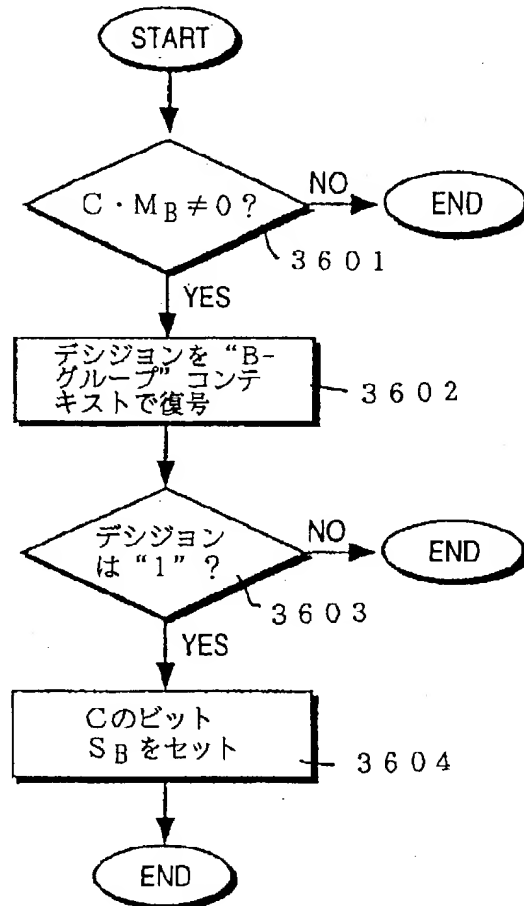 START
C・MB≠0？
NO
END
3601
YES
デシジョンを“B-
グループ”コンテ
キストで復号
3602
デシジョン
は“1”？
NO
END
3603
YES
Cのビット
SBをセット
3604
END